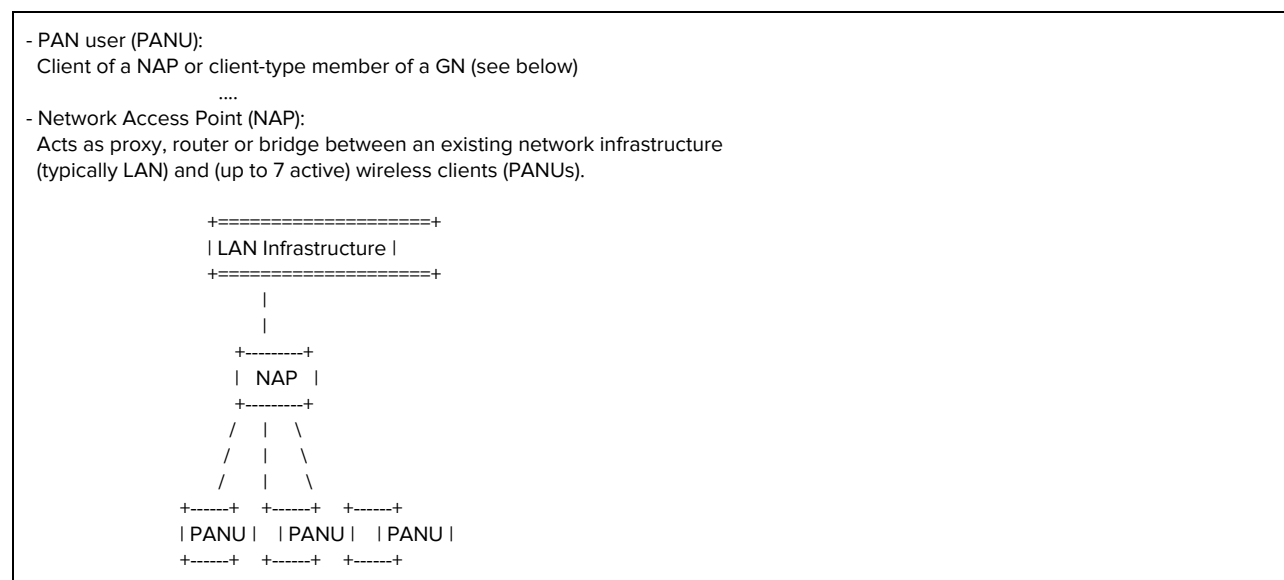 - PAN user (PANU):
Client of a NAP or client-type member of a GN (see below)
....
- Network Access Point (NAP):
Acts as proxy, router or bridge between an existing network infrastructure
(typically LAN) and (up to 7 active) wireless clients (PANUs).
+====================+
| LAN Infrastructure |
+====================+
|
|
+---------+
| NAP |
+---------+
/ | \
/ | \
/ | \
+------+ +------+ +------+
| PANU | | PANU | | PANU |
+------+ +------+ +------+